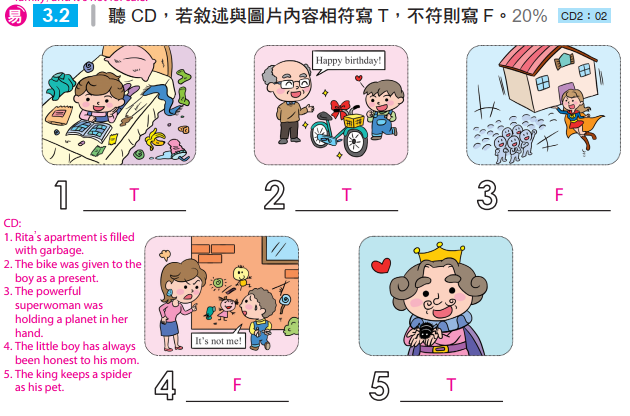 易 3.2 聽 CD,若敘述與圖片內容相符寫 T,不符則寫 F。20% CD2:02
Happy birthday!
1 T
2 T
3 F
CD:
1. Rita's apartment is filled
with garbage.
2. The bike was given to the
boy as a present.
3. The powerful
superwoman was
holding a planet in her
hand.
4. The little boy has always
been honest to his mom.
5. The king keeps a spider
as his pet.
It's not me!
4 F
5 T